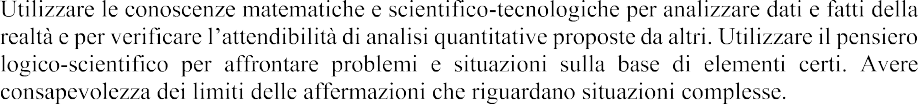 Utilizzare le conoscenze matematiche e scientifico-tecnologiche per analizzare dati e fatti della
realtà e per verificare l'attendibilità di analisi quantitative proposte da altri. Utilizzare il pensiero
logico-scientifico per affrontare problemi e situazioni sulla base di elementi certi. Avere
consapevolezza dei limiti delle affermazioni che riguardano situazioni complesse.